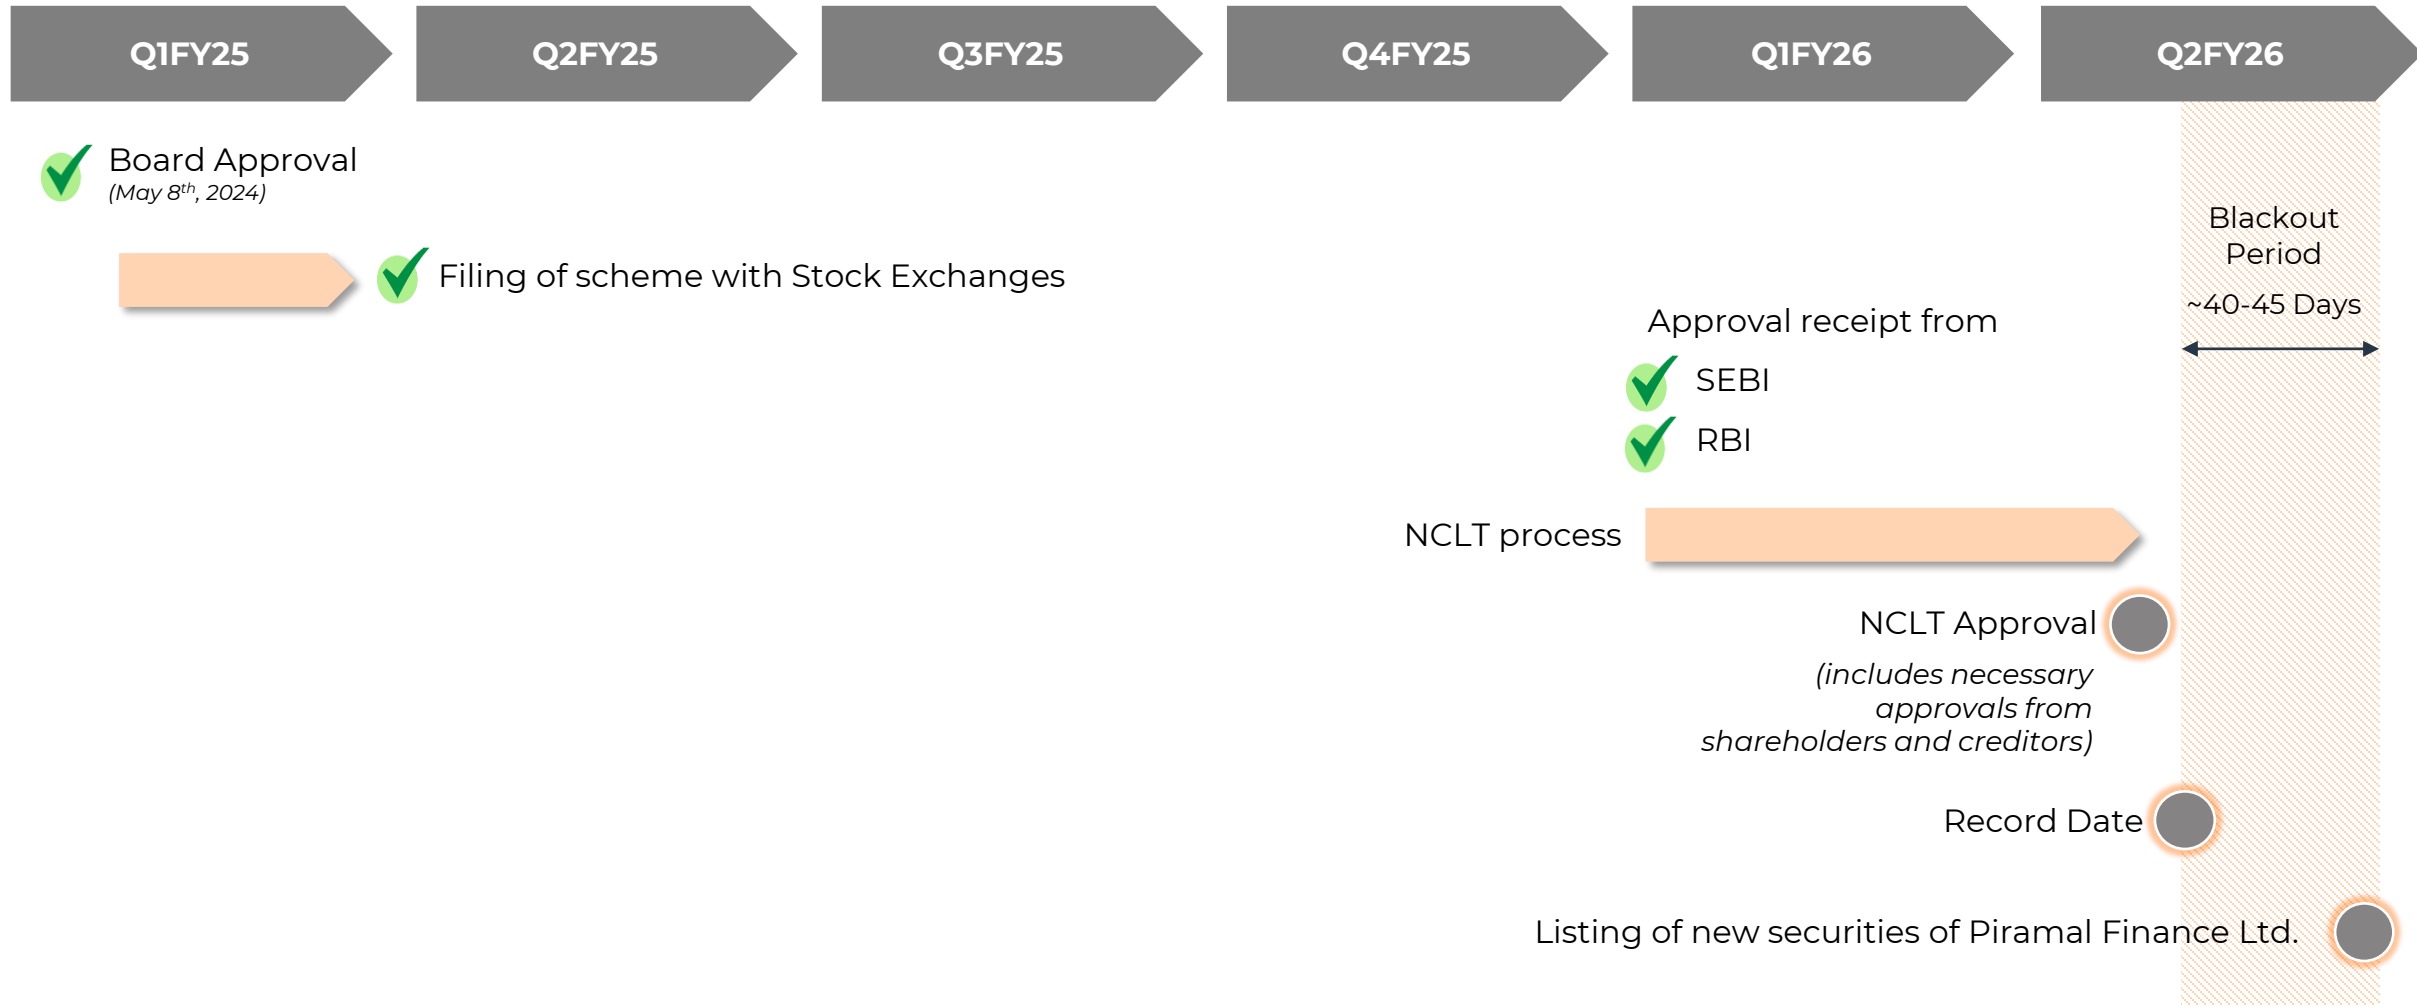 Q1FY25
Q2FY25
Q3FY25
Q4FY25
Q1FY26
Q2FY26
Board Approval
(May 8th, 2024)
Filing of scheme with Stock Exchanges
Blackout
Period
~40-45 Days
Approval receipt from
SEBI
RBI
NCLT process
NCLT Approval
(includes necessary
approvals from
shareholders and creditors)
Record Date
Listing of new securities of Piramal Finance Ltd.